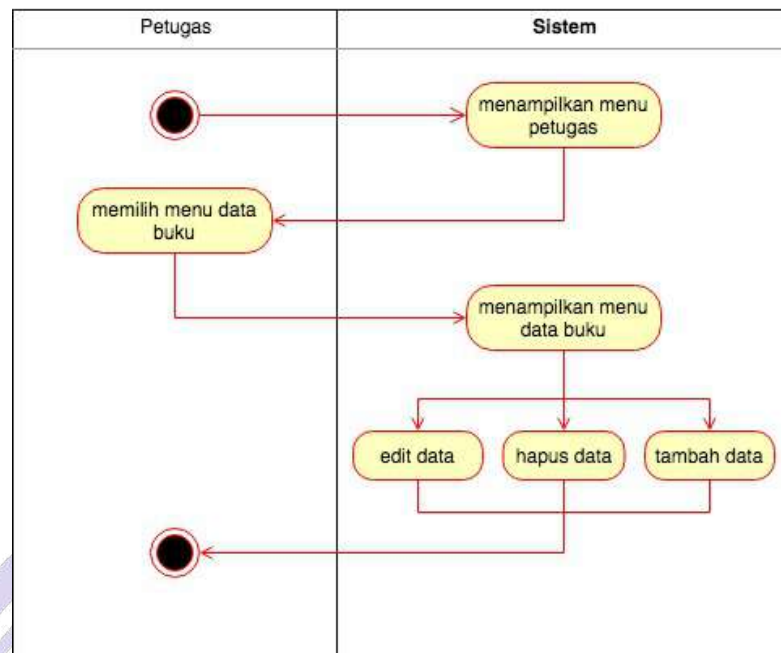 Petugas
Sistem
menampilkan menu
petugas
memilih menu data
buku
menampilkan menu
data buku
edit data
hapus data
tambah data